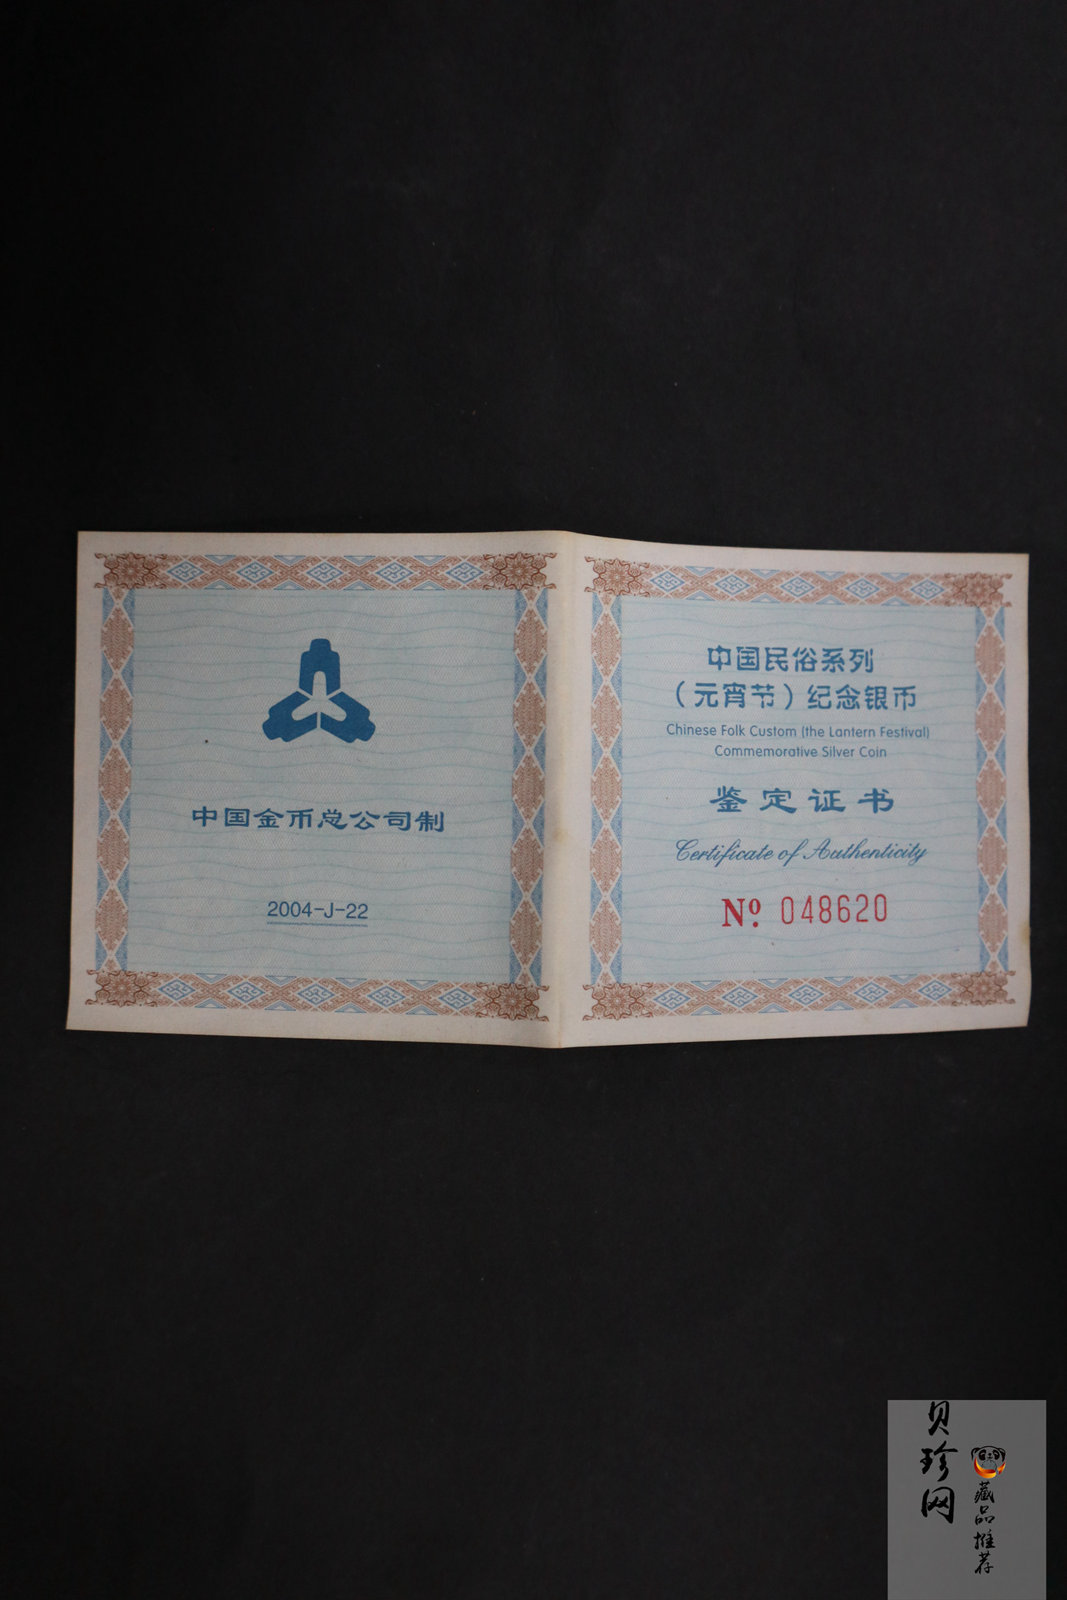 中国金币总公司制
2004-J-22
中国民俗系列
（元宵节）纪念银币
Chinese Folk Custom (the Lantern Festival)
Commemorative Silver Coin
鉴定证书
Certificate of Authenticity
Nº. 048620
贝珍网
藏品推荐